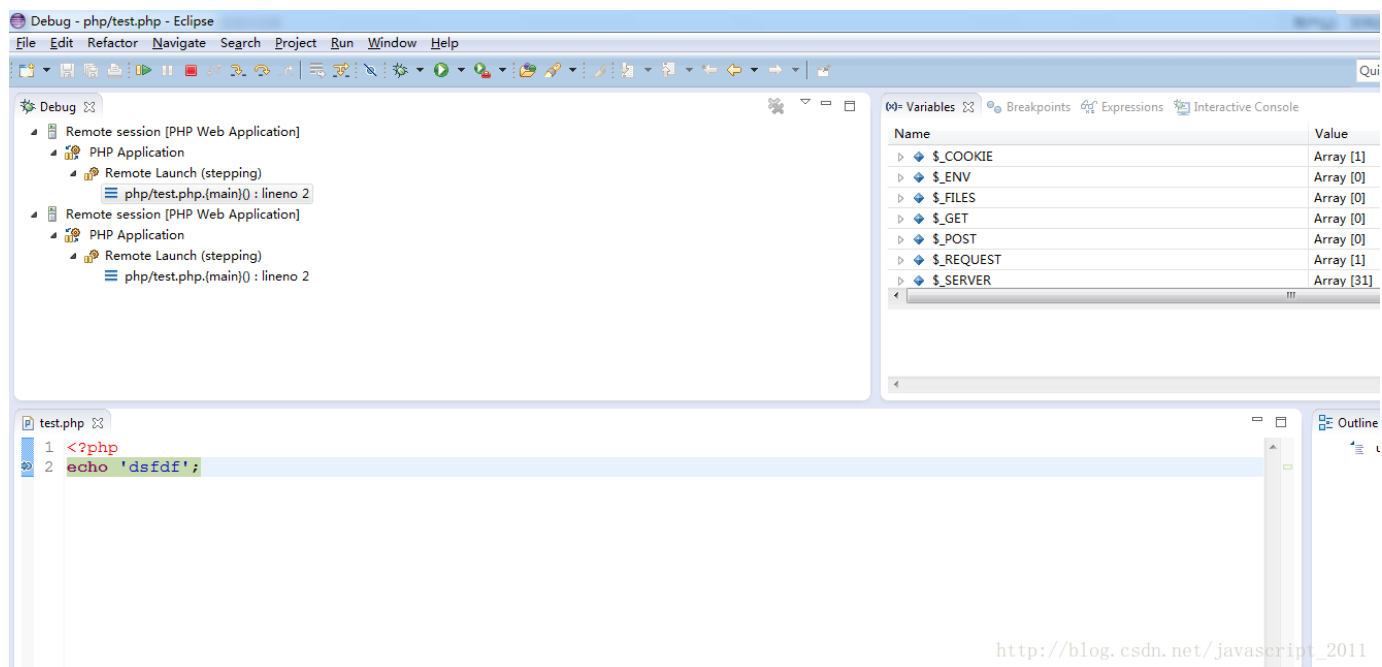 Debug - php/test.php - Eclipse
File Edit Refactor Navigate Search Project Run Window Help
Qui
Debug
Remote session [PHP Web Application]
PHP Application
Remote Launch (stepping)
php/test.php.{main}() : lineno 2
Remote session [PHP Web Application]
PHP Application
Remote Launch (stepping)
php/test.php.{main}() : lineno 2
(x)= Variables Breakpoints Expressions Interactive Console
Name Value
$_COOKIE Array [1]
$_ENV Array [0]
$_FILES Array [0]
$_GET Array [0]
$_POST Array [0]
$_REQUEST Array [1]
$_SERVER Array [31]
test.php
1 <?php
2 echo 'dsfdf';
Outline
http://blog.csdn.net/javascript_2011